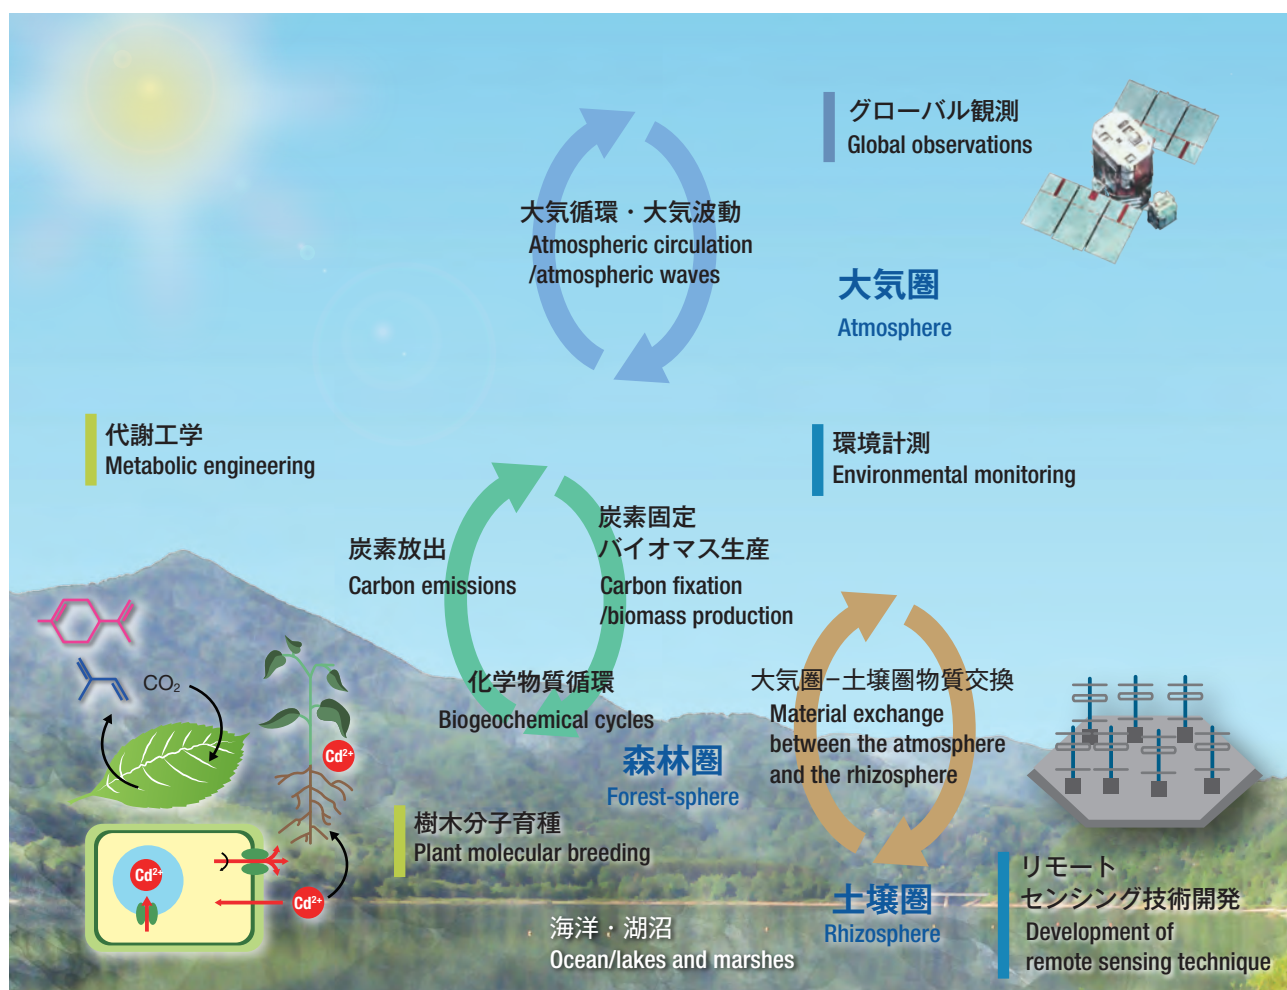 グローバル観測
Global observations
大気循環・大気波動
Atmospheric circulation
/atmospheric waves
大気圏
Atmosphere
代謝工学
Metabolic engineering
環境計測
Environmental monitoring
炭素放出
Carbon emissions
炭素固定
バイオマス生産
Carbon fixation
/biomass production
化学物質循環
Biogeochemical cycles
大気圏−土壌圏物質交換
Material exchange
between the atmosphere
and the rhizosphere
CO₂
Cd²⁺
森林圏
Forest-sphere
樹木分子育種
Plant molecular breeding
Cd²⁺
Cd²⁺
土壌圏
Rhizosphere
リモート
センシング技術開発
Development of
remote sensing technique
海洋・湖沼
Ocean/lakes and marshes